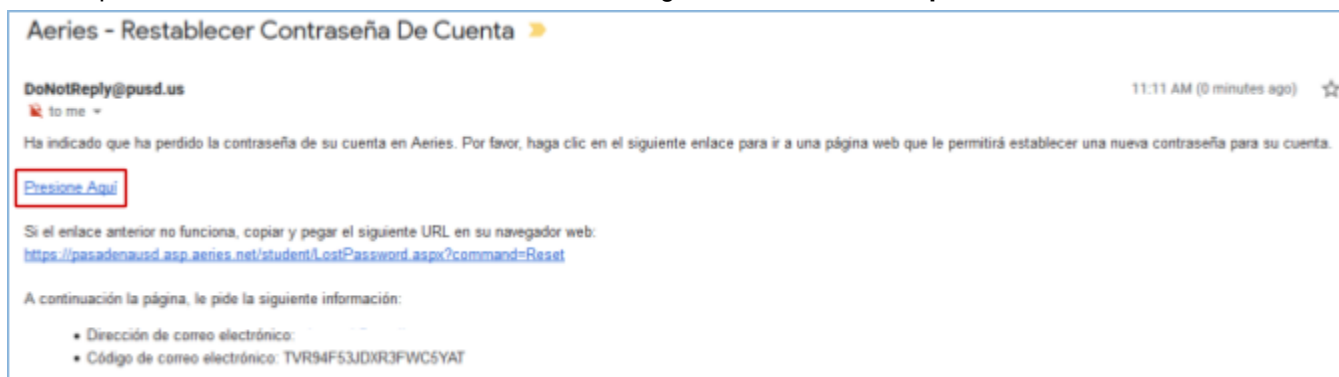 Aeries - Restablecer Contraseña De Cuenta
DoNotReply@pusd.us
11:11 AM (0 minutes ago)
to me
Ha indicado que ha perdido la contraseña de su cuenta en Aeries. Por favor, haga clic en el siguiente enlace para ir a una página web que le permitirá establecer una nueva contraseña para su cuenta.
Presione Aquí
Si el enlace anterior no funciona, copiar y pegar el siguiente URL en su navegador web:
https://pasadenausd.asp.aeries.net/student/LostPassword.aspx?command=Reset
A continuación la página, le pide la siguiente información:
• Dirección de correo electrónico:
• Código de correo electrónico: TVR94F53JDXR3FWC5YAT